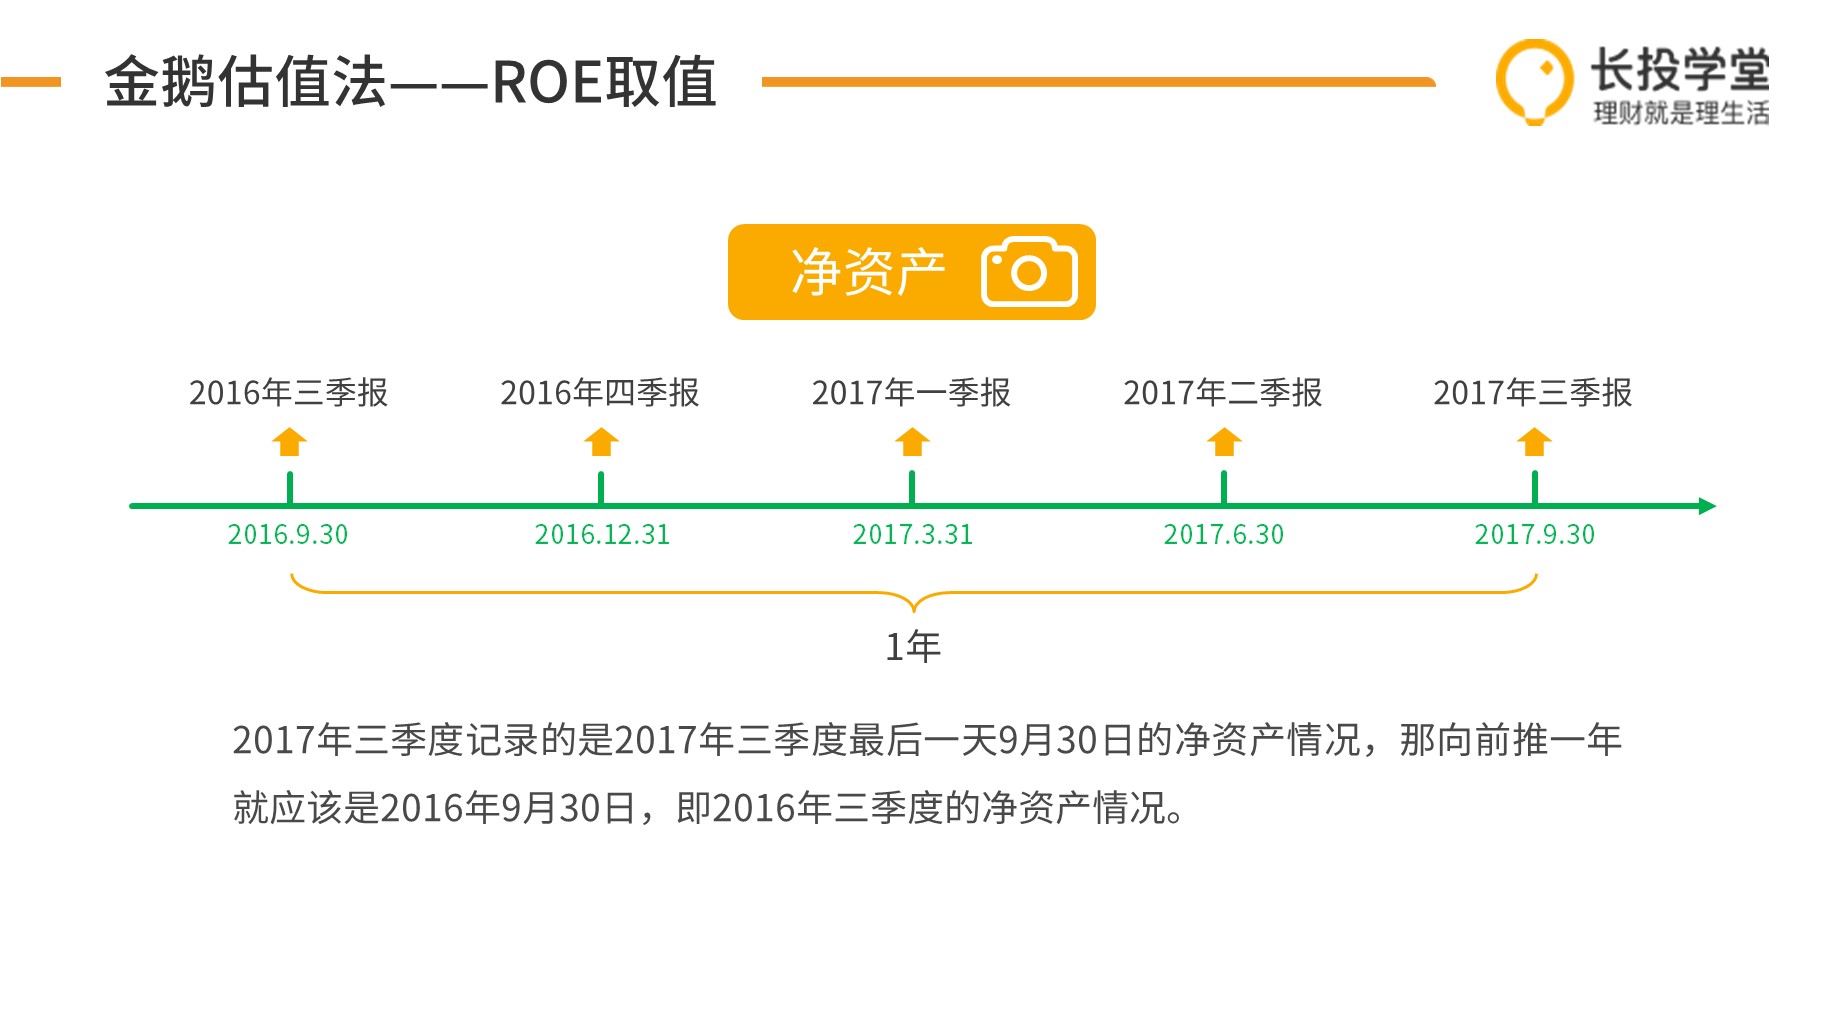 金鹅估值法——ROE取值
长投学堂
理财就是理生活
净资产
2016年三季报 2016年四季报 2017年一季报 2017年二季报 2017年三季报
2016.9.30 2016.12.31 2017.3.31 2017.6.30 2017.9.30
1年
2017年三季度记录的是2017年三季度最后一天9月30日的净资产情况，那向前推一年
就应该是2016年9月30日，即2016年三季度的净资产情况。